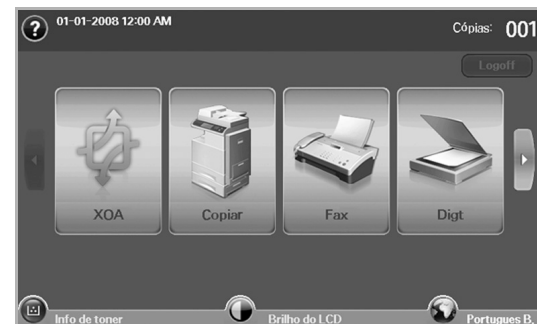 ?
01-01-2008 12:00 AM
Cópias: 001
Logoff
XOA
Copiar
Fax
Digt
Info de toner
Brilho do LCD
Portugues B.